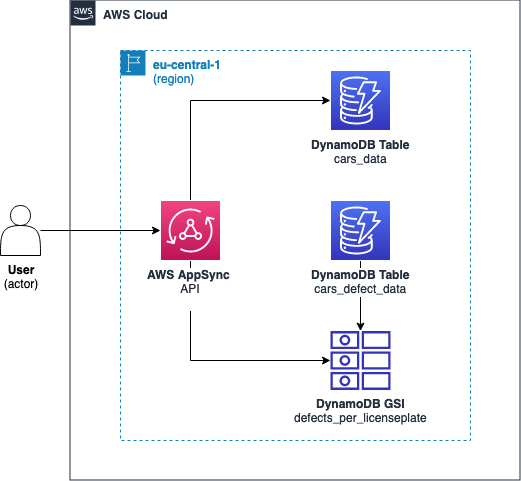 aws
AWS Cloud
eu-central-1
(region)
DynamoDB Table
cars_data
User
(actor)
AWS AppSync
API
DynamoDB Table
cars_defect_data
DynamoDB GSI
defects_per_licenseplate